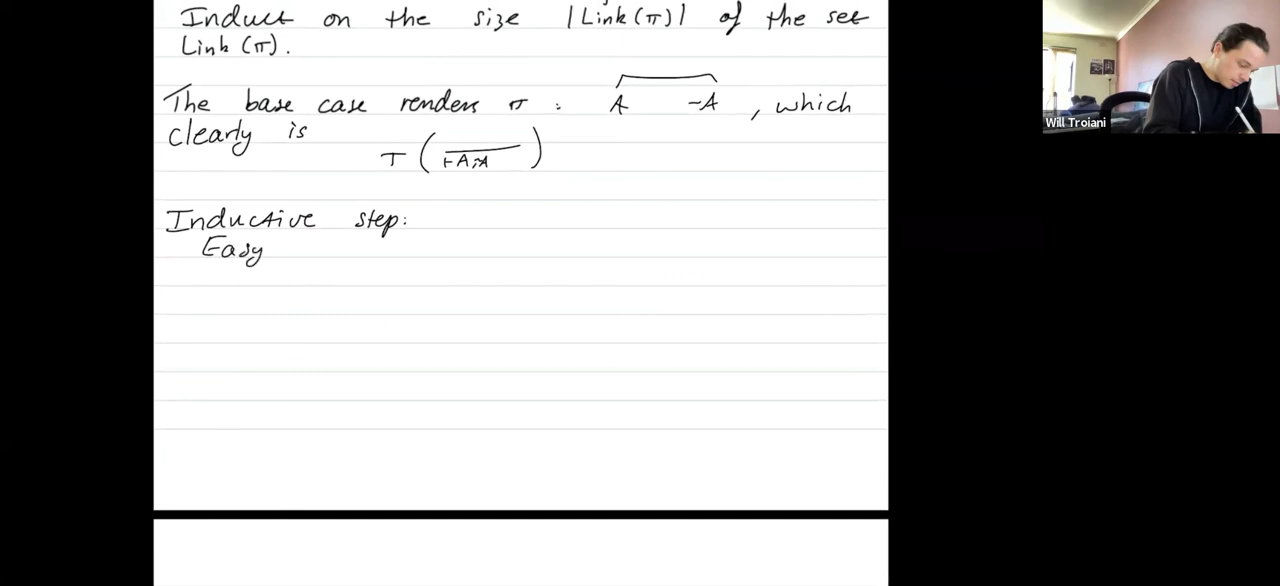 Induct on the size |Link(π)| of the set
Link(π).
The base case renders π : A ¬A , which
clearly is
T ( ⊢A,¬A )
Inductive step:
Easy
Will Troiani